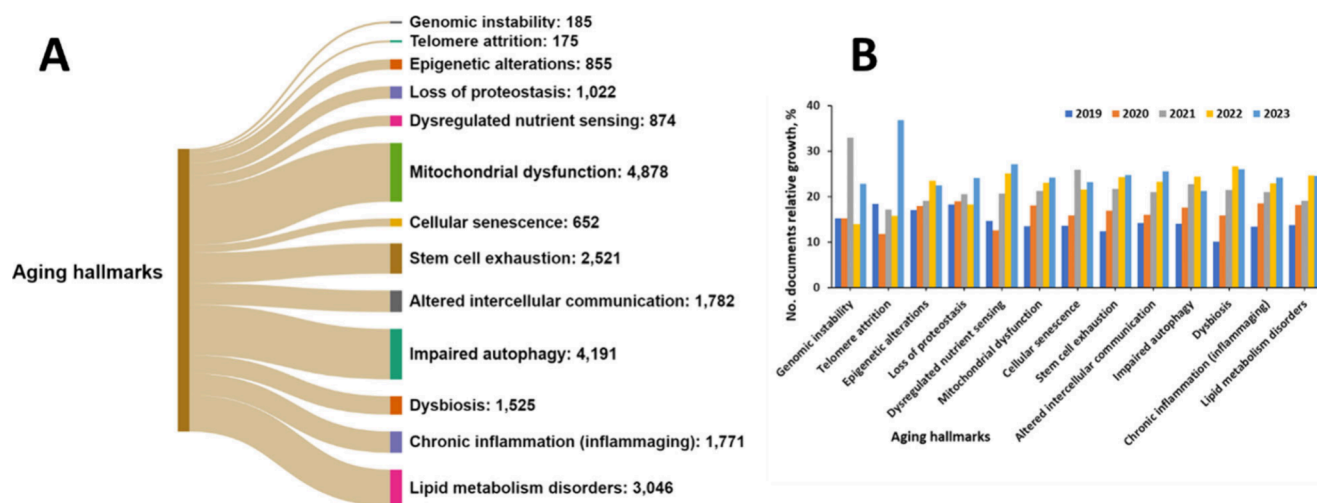 A
Aging hallmarks
Genomic instability: 185
Telomere attrition: 175
Epigenetic alterations: 855
Loss of proteostasis: 1,022
Dysregulated nutrient sensing: 874
Mitochondrial dysfunction: 4,878
Cellular senescence: 652
Stem cell exhaustion: 2,521
Altered intercellular communication: 1,782
Impaired autophagy: 4,191
Dysbiosis: 1,525
Chronic inflammation (inflammaging): 1,771
Lipid metabolism disorders: 3,046
B
2019 2020 2021 2022 2023
No. documents relative growth, %
40
30
20
10
0
Genomic instability
Telomere attrition
Epigenetic alterations
Loss of proteostasis
Dysregulated nutrient sensing
Mitochondrial dysfunction
Cellular senescence
Stem cell exhaustion
Altered intercellular communication
Impaired autophagy
Dysbiosis
Chronic inflammation (inflammaging)
Lipid metabolism disorders
Aging hallmarks